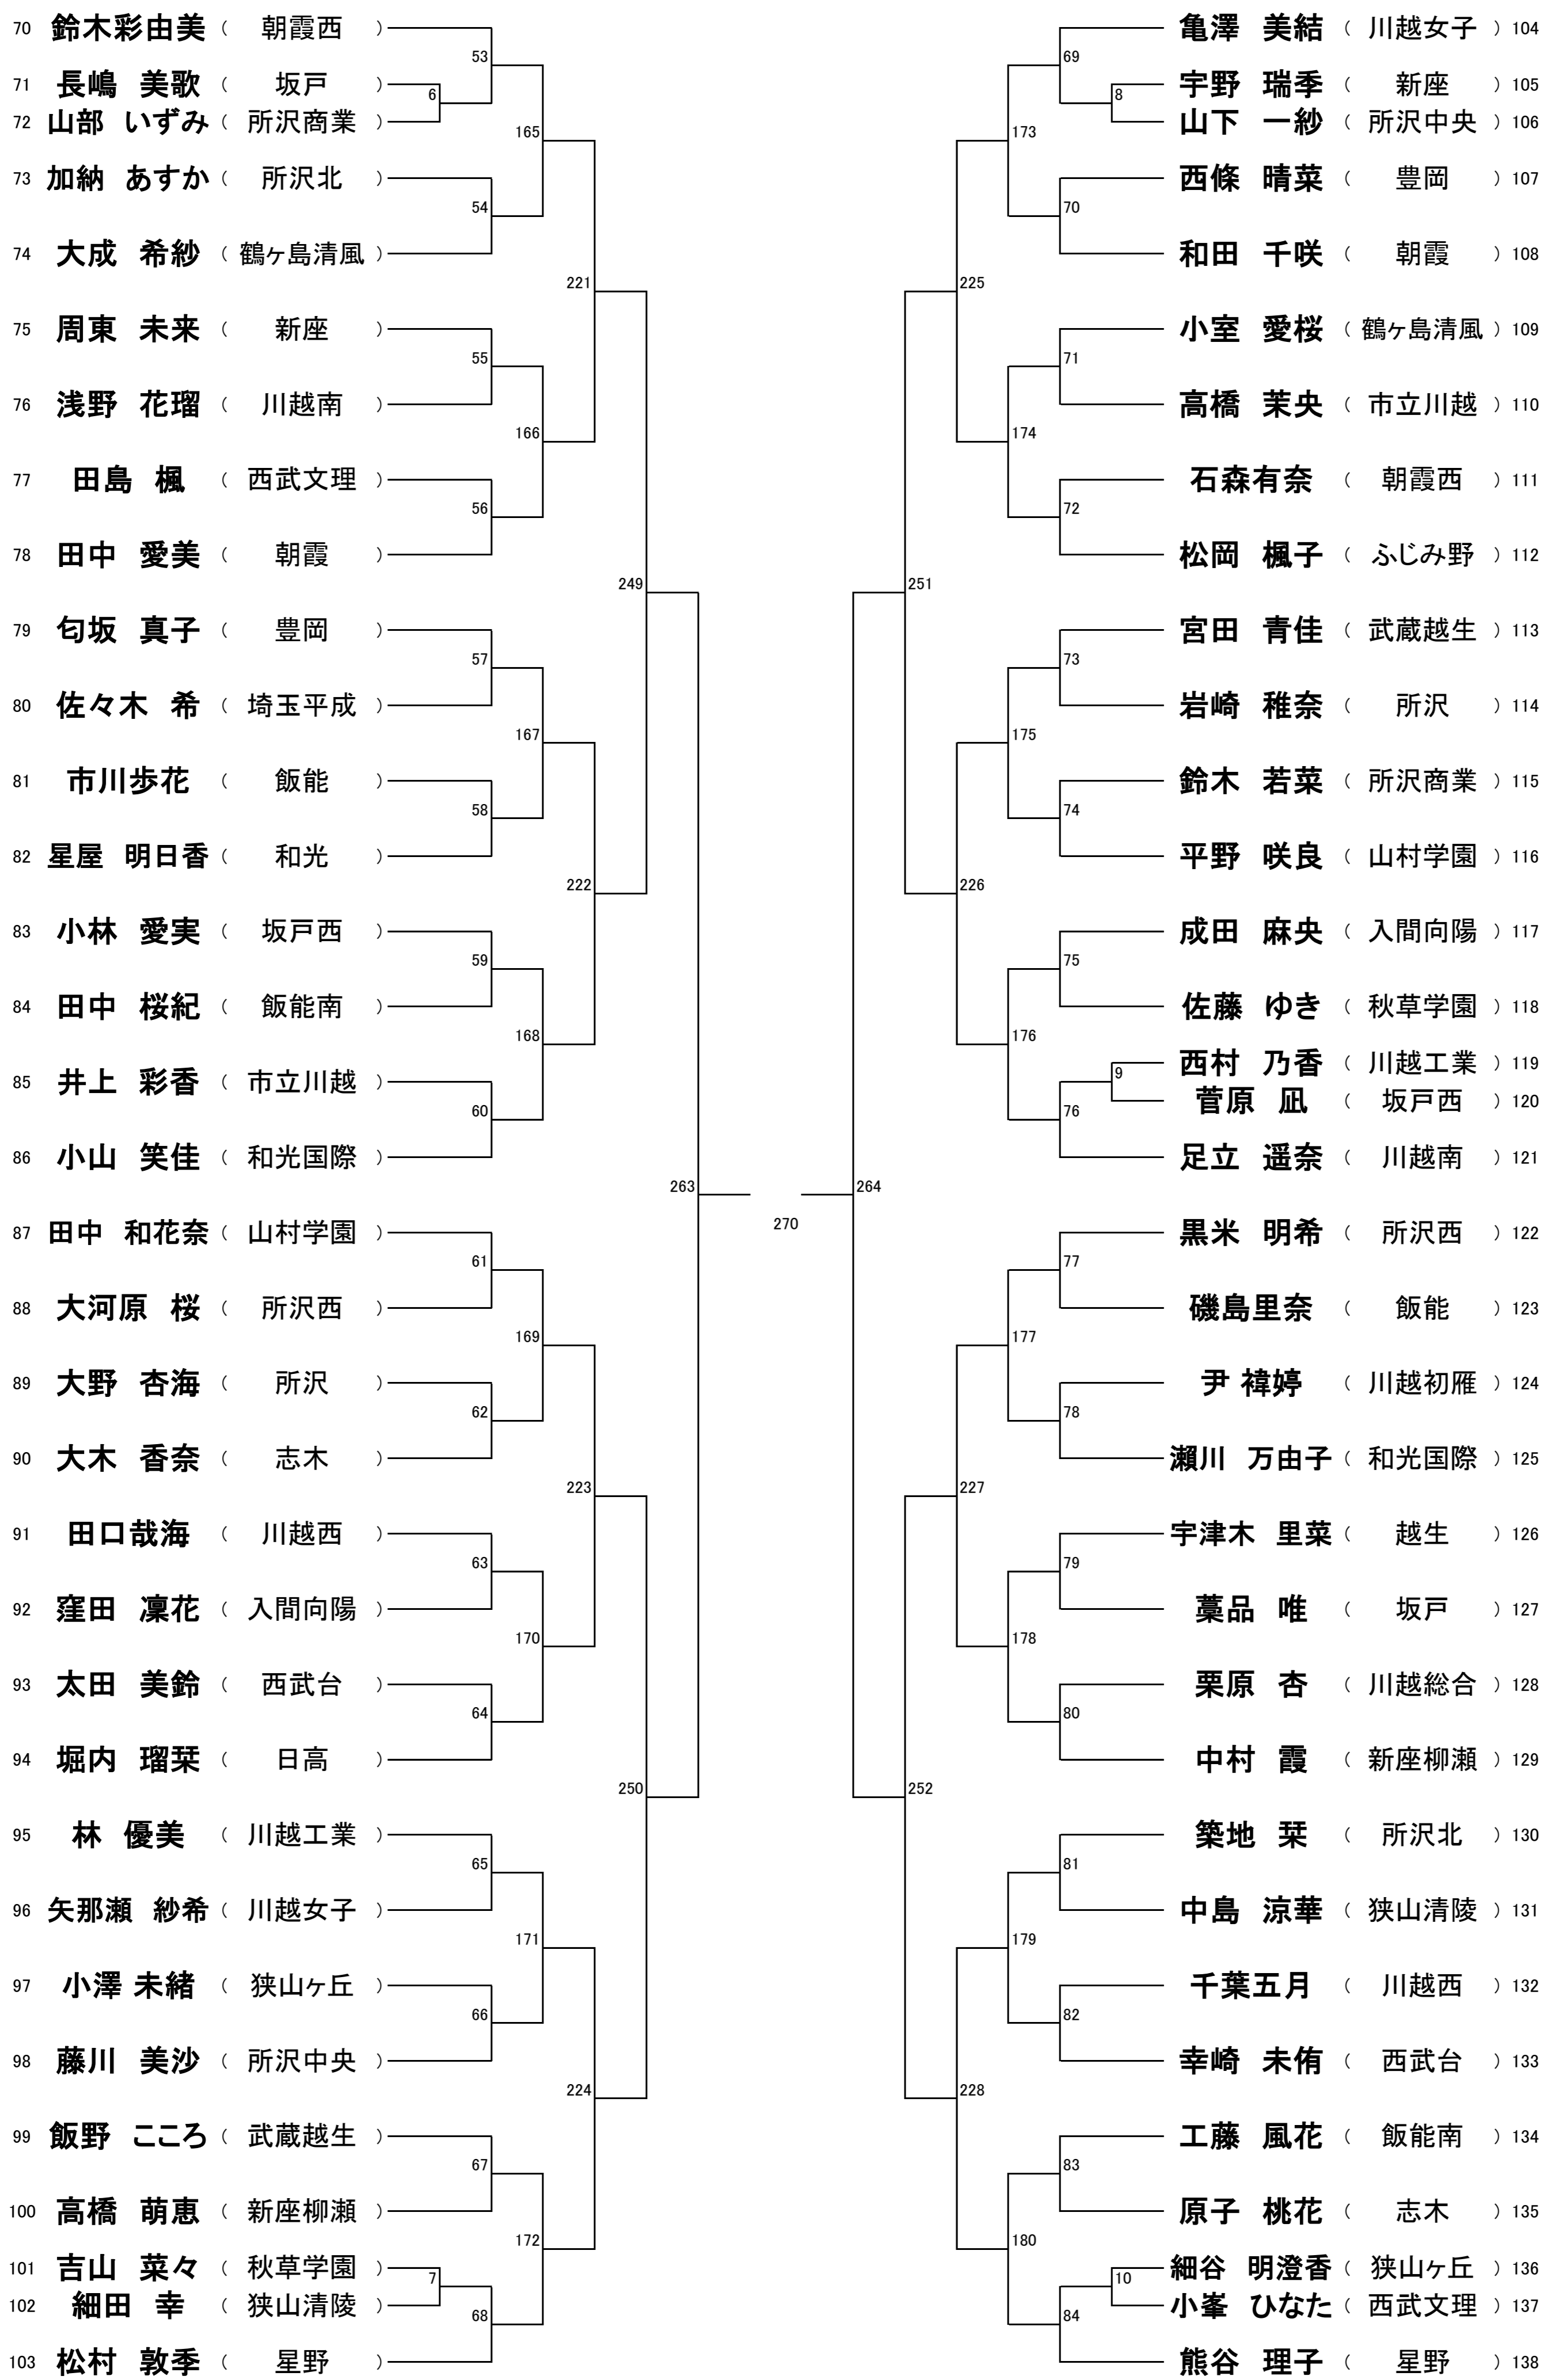 70 鈴木彩由美 （ 朝霞西 ）
53
71 長嶋 美歌 （ 坂戸 ）
6
72 山部 いずみ （ 所沢商業 ）
165
73 加納 あすか （ 所沢北 ）
54
74 大成 希紗 （ 鶴ヶ島清風 ）
221
75 周東 未来 （ 新座 ）
55
76 浅野 花瑠 （ 川越南 ）
166
77 田島 楓 （ 西武文理 ）
56
78 田中 愛美 （ 朝霞 ）
249
79 匂坂 真子 （ 豊岡 ）
57
80 佐々木 希 （ 埼玉平成 ）
167
81 市川歩花 （ 飯能 ）
58
82 星屋 明日香 （ 和光 ）
222
83 小林 愛実 （ 坂戸西 ）
59
84 田中 桜紀 （ 飯能南 ）
168
85 井上 彩香 （ 市立川越 ）
60
86 小山 笑佳 （ 和光国際 ）
263
87 田中 和花奈 （ 山村学園 ）
61
88 大河原 桜 （ 所沢西 ）
169
89 大野 杏海 （ 所沢 ）
62
90 大木 香奈 （ 志木 ）
223
91 田口哉海 （ 川越西 ）
63
92 窪田 凜花 （ 入間向陽 ）
170
93 太田 美鈴 （ 西武台 ）
64
94 堀内 瑠栞 （ 日高 ）
250
95 林 優美 （ 川越工業 ）
65
96 矢那瀬 紗希 （ 川越女子 ）
171
97 小澤 未緒 （ 狭山ヶ丘 ）
66
98 藤川 美沙 （ 所沢中央 ）
224
99 飯野 こころ （ 武蔵越生 ）
67
100 高橋 萌恵 （ 新座柳瀬 ）
172
101 吉山 菜々 （ 秋草学園 ）
7
102 細田 幸 （ 狭山清陵 ）
68
103 松村 敦季 （ 星野 ）
270
亀澤 美結 （ 川越女子 ） 104
69
宇野 瑞季 （ 新座 ） 105
8
山下 一紗 （ 所沢中央 ） 106
173
西條 晴菜 （ 豊岡 ） 107
70
和田 千咲 （ 朝霞 ） 108
225
小室 愛桜 （ 鶴ヶ島清風 ） 109
71
高橋 茉央 （ 市立川越 ） 110
174
石森有奈 （ 朝霞西 ） 111
72
松岡 楓子 （ ふじみ野 ） 112
251
宮田 青佳 （ 武蔵越生 ） 113
73
岩崎 稚奈 （ 所沢 ） 114
175
鈴木 若菜 （ 所沢商業 ） 115
74
平野 咲良 （ 山村学園 ） 116
226
成田 麻央 （ 入間向陽 ） 117
75
佐藤 ゆき （ 秋草学園 ） 118
176
西村 乃香 （ 川越工業 ） 119
9
菅原 凪 （ 坂戸西 ） 120
76
足立 遥奈 （ 川越南 ） 121
264
黒米 明希 （ 所沢西 ） 122
77
磯島里奈 （ 飯能 ） 123
177
尹 禕婷 （ 川越初雁 ） 124
78
瀬川 万由子 （ 和光国際 ） 125
227
宇津木 里菜 （ 越生 ） 126
79
藁品 唯 （ 坂戸 ） 127
178
栗原 杏 （ 川越総合 ） 128
80
中村 霞 （ 新座柳瀬 ） 129
252
築地 栞 （ 所沢北 ） 130
81
中島 涼華 （ 狭山清陵 ） 131
179
千葉五月 （ 川越西 ） 132
82
幸崎 未侑 （ 西武台 ） 133
228
工藤 風花 （ 飯能南 ） 134
83
原子 桃花 （ 志木 ） 135
180
細谷 明澄香 （ 狭山ヶ丘 ） 136
10
小峯 ひなた （ 西武文理 ） 137
84
熊谷 理子 （ 星野 ） 138